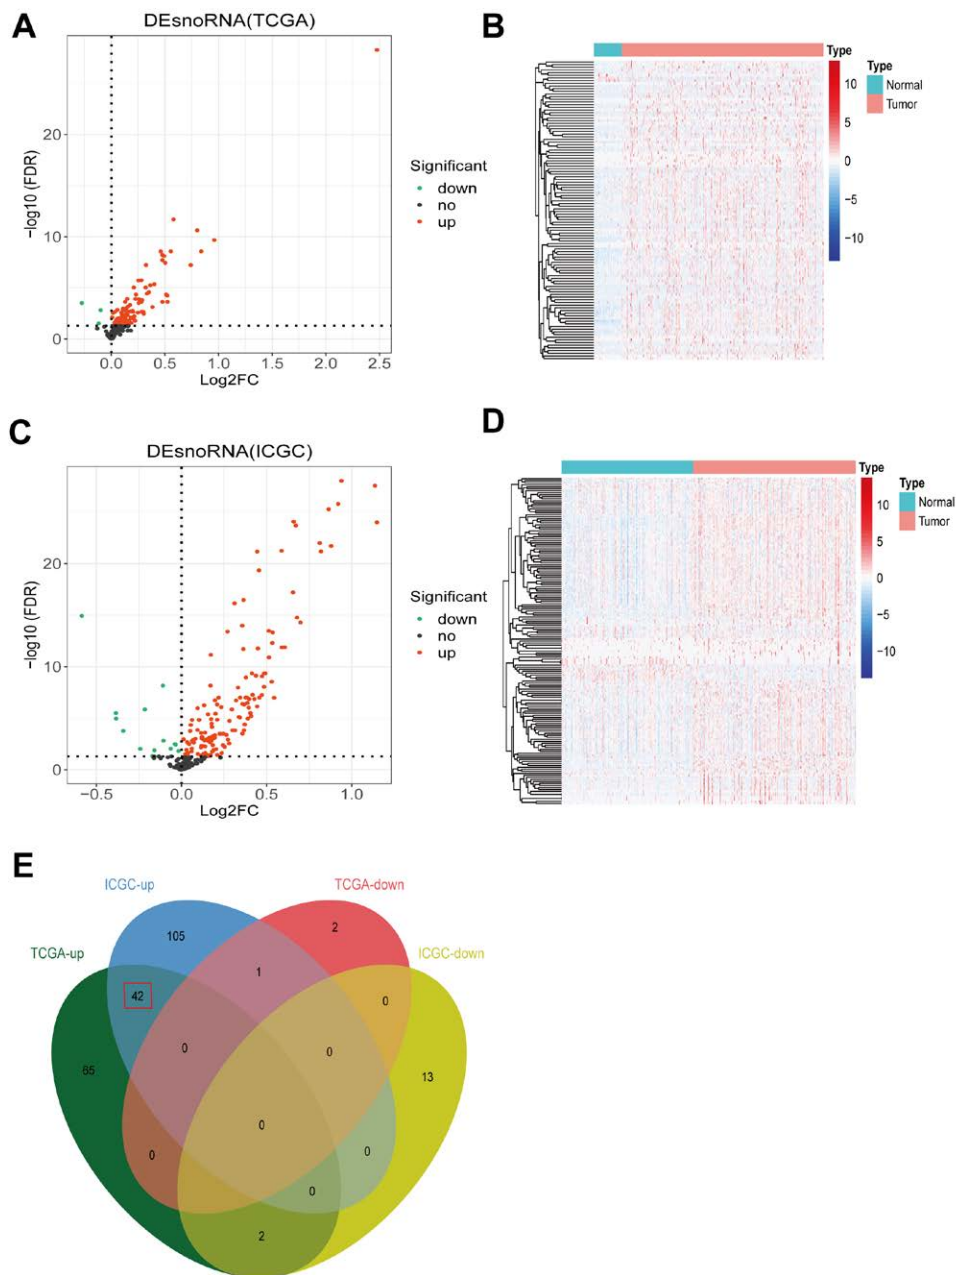 A
DEsnoRNA(TCGA)
−log10 (FDR)
20
10
0
0.0 0.5 1.0 1.5 2.0 2.5
Log2FC
Significant
down
no
up
B
Type
10
5
0
−5
−10
Type
Normal
Tumor
C
DEsnoRNA(ICGC)
−log10 (FDR)
20
10
0
−0.5 0.0 0.5 1.0
Log2FC
Significant
down
no
up
D
Type
10
5
0
−5
−10
Type
Normal
Tumor
E
ICGC-up
TCGA-down
TCGA-up
ICGC-down
105
2
1
42
0
0
0
65
13
0
0
0
0
2